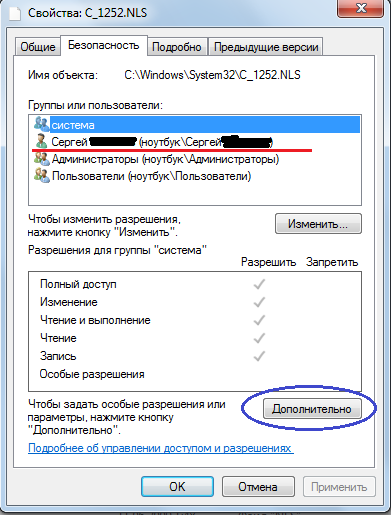 Свойства: C_1252.NLS
Общие Безопасность Подробно Предыдущие версии
Имя объекта: C:\Windows\System32\C_1252.NLS
Группы или пользователи:
система
Сергей (ноутбук\Сергей
Администраторы (ноутбук\Администраторы)
Пользователи (ноутбук\Пользователи)
Чтобы изменить разрешения,
нажмите кнопку "Изменить".
Изменить...
Разрешения для группы "система"
Разрешить Запретить
Полный доступ
Изменение
Чтение и выполнение
Чтение
Запись
Особые разрешения
Чтобы задать особые разрешения или
параметры, нажмите кнопку
"Дополнительно".
Дополнительно
Подробнее об управлении доступом и разрешениях
ОК Отмена Применить